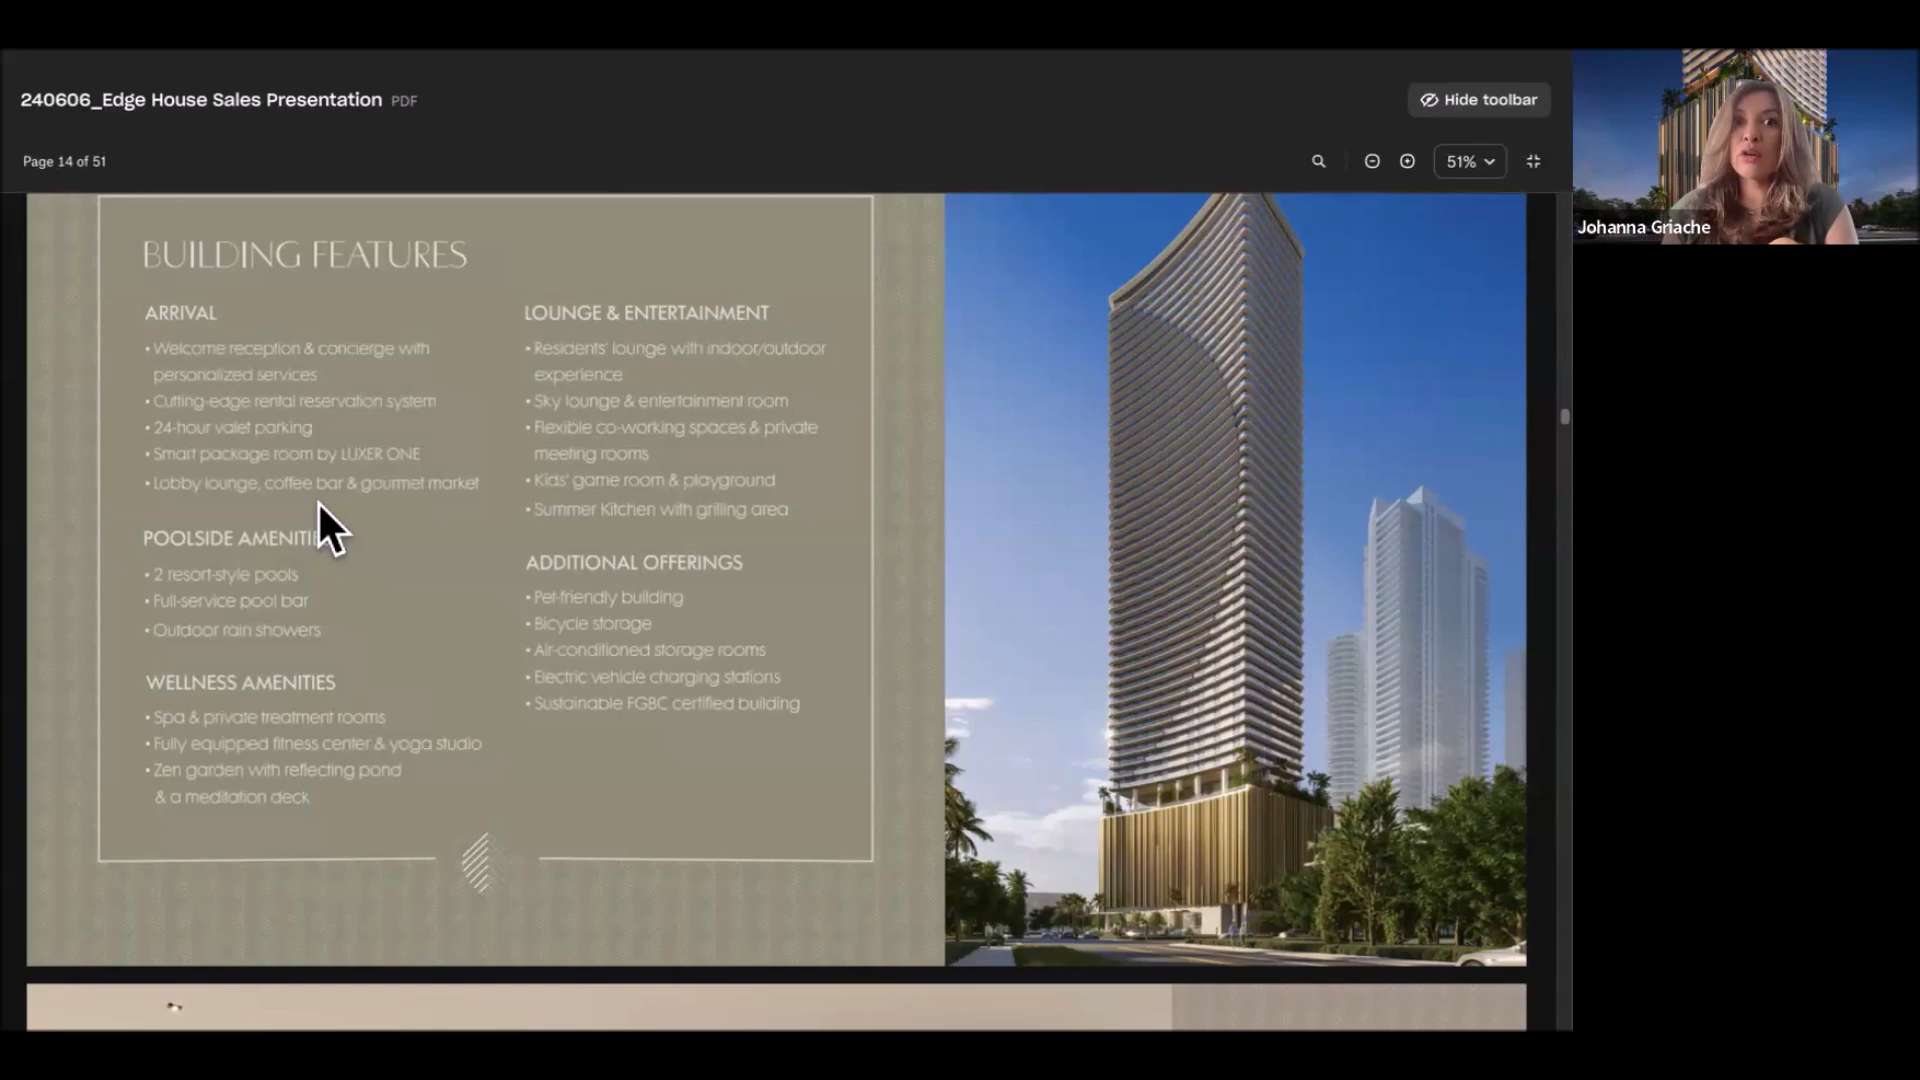 240606_Edge House Sales Presentation PDF
Hide toolbar
Page 14 of 51
51%
Johanna Griache
BUILDING FEATURES
ARRIVAL
• Welcome reception & concierge with
personalized services
• Cutting-edge rental reservation system
• 24-hour valet parking
• Smart package room by LUXER ONE
• Lobby lounge, coffee bar & gourmet market
POOLSIDE AMENITI
• 2 resort-style pools
• Full-service pool bar
• Outdoor rain showers
WELLNESS AMENITIES
• Spa & private treatment rooms
• Fully equipped fitness center & yoga studio
• Zen garden with reflecting pond
& a meditation deck
LOUNGE & ENTERTAINMENT
• Residents' lounge with indoor/outdoor
experience
• Sky lounge & entertainment room
• Flexible co-working spaces & private
meeting rooms
• Kids' game room & playground
• Summer Kitchen with grilling area
ADDITIONAL OFFERINGS
• Pet-friendly building
• Bicycle storage
• Air-conditioned storage rooms
• Electric vehicle charging stations
• Sustainable FGBC certified building